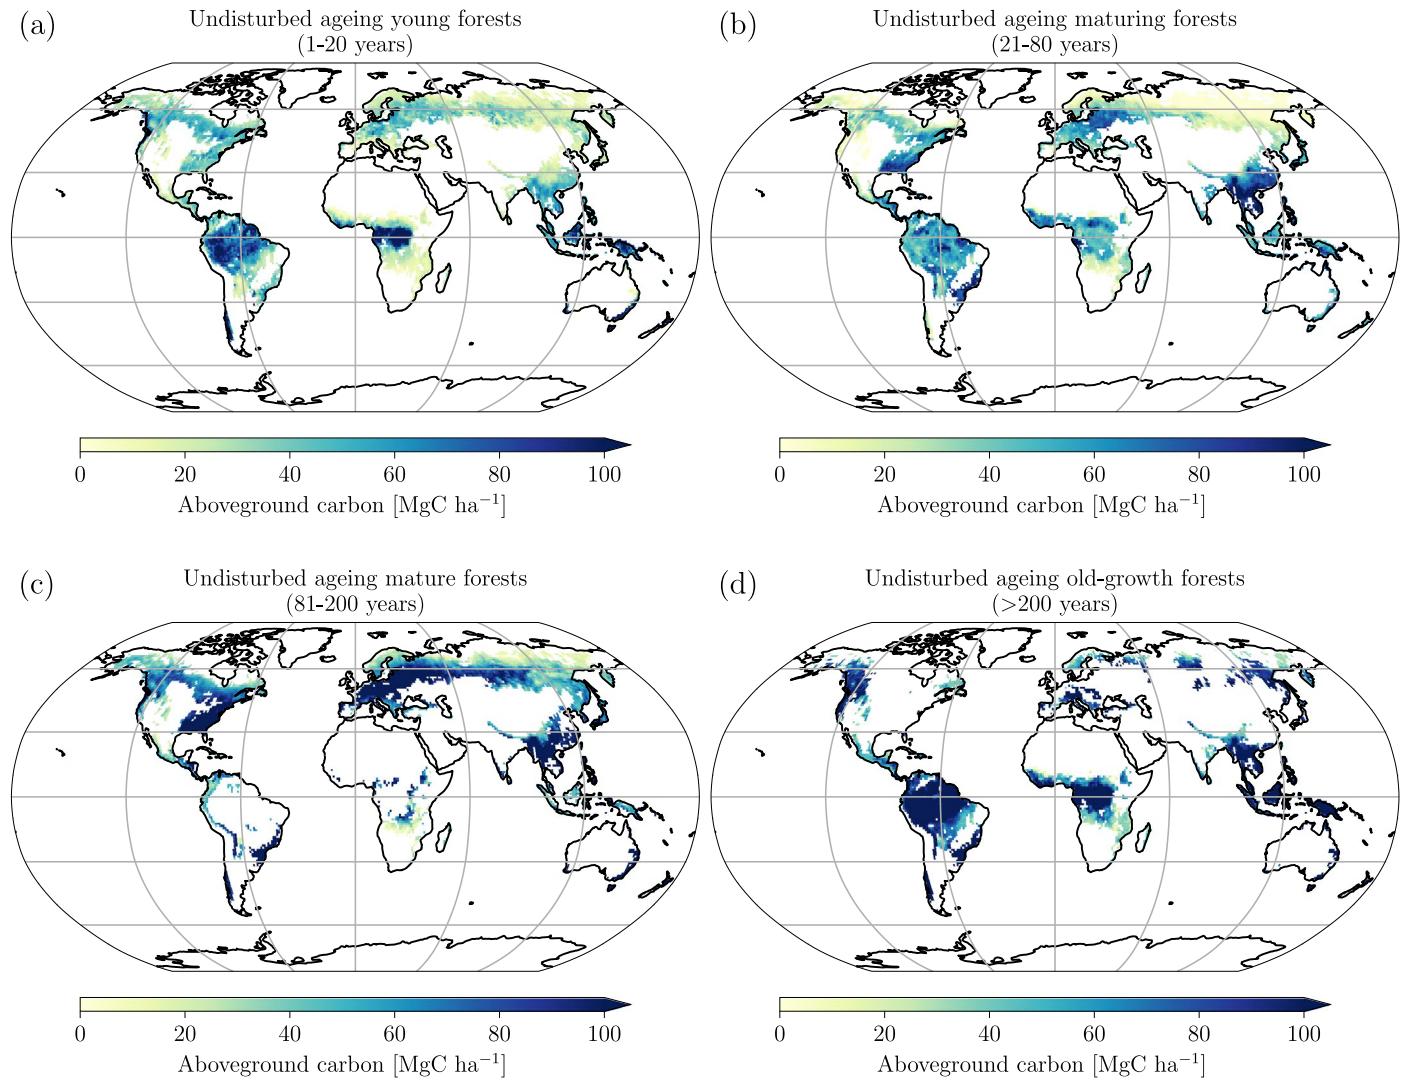 (a)
Undisturbed ageing young forests
(1-20 years)
0 20 40 60 80 100
Aboveground carbon [MgC ha⁻¹]
(b)
Undisturbed ageing maturing forests
(21-80 years)
0 20 40 60 80 100
Aboveground carbon [MgC ha⁻¹]
(c)
Undisturbed ageing mature forests
(81-200 years)
0 20 40 60 80 100
Aboveground carbon [MgC ha⁻¹]
(d)
Undisturbed ageing old-growth forests
(>200 years)
0 20 40 60 80 100
Aboveground carbon [MgC ha⁻¹]